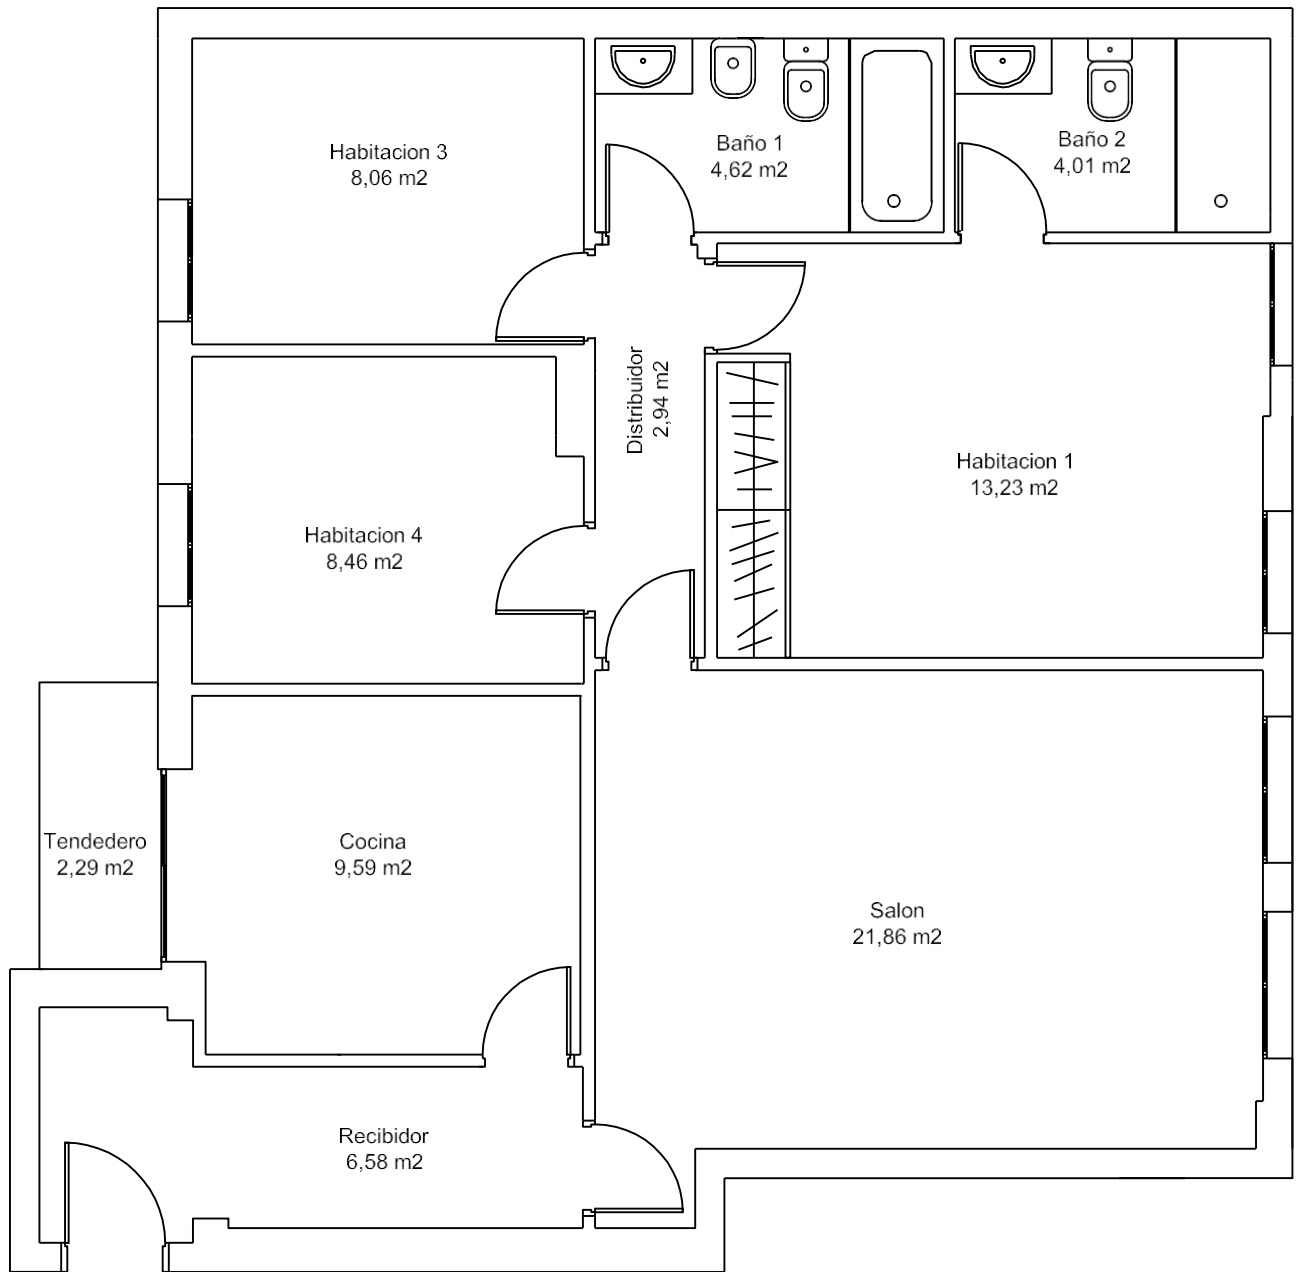 Habitacion 3
8,06 m2
Baño 1
4,62 m2
Baño 2
4,01 m2
Distribuidor
2,94 m2
Habitacion 1
13,23 m2
Habitacion 4
8,46 m2
Tendedero
2,29 m2
Cocina
9,59 m2
Salon
21,86 m2
Recibidor
6,58 m2